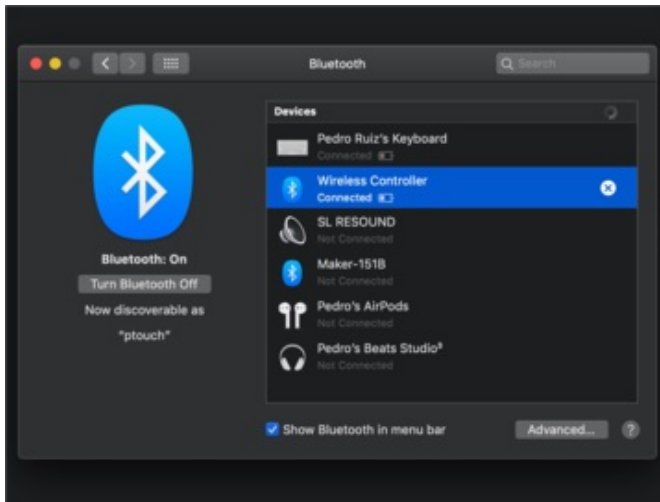 Bluetooth
Search
Devices
Pedro Ruiz's Keyboard
Connected
Wireless Controller
Connected
SL RESOUND
Not Connected
Maker-151B
Not Connected
Pedro's AirPods
Not Connected
Pedro's Beats Studio³
Not Connected
Bluetooth: On
Turn Bluetooth Off
Now discoverable as
"ptouch"
Show Bluetooth in menu bar
Advanced...
?